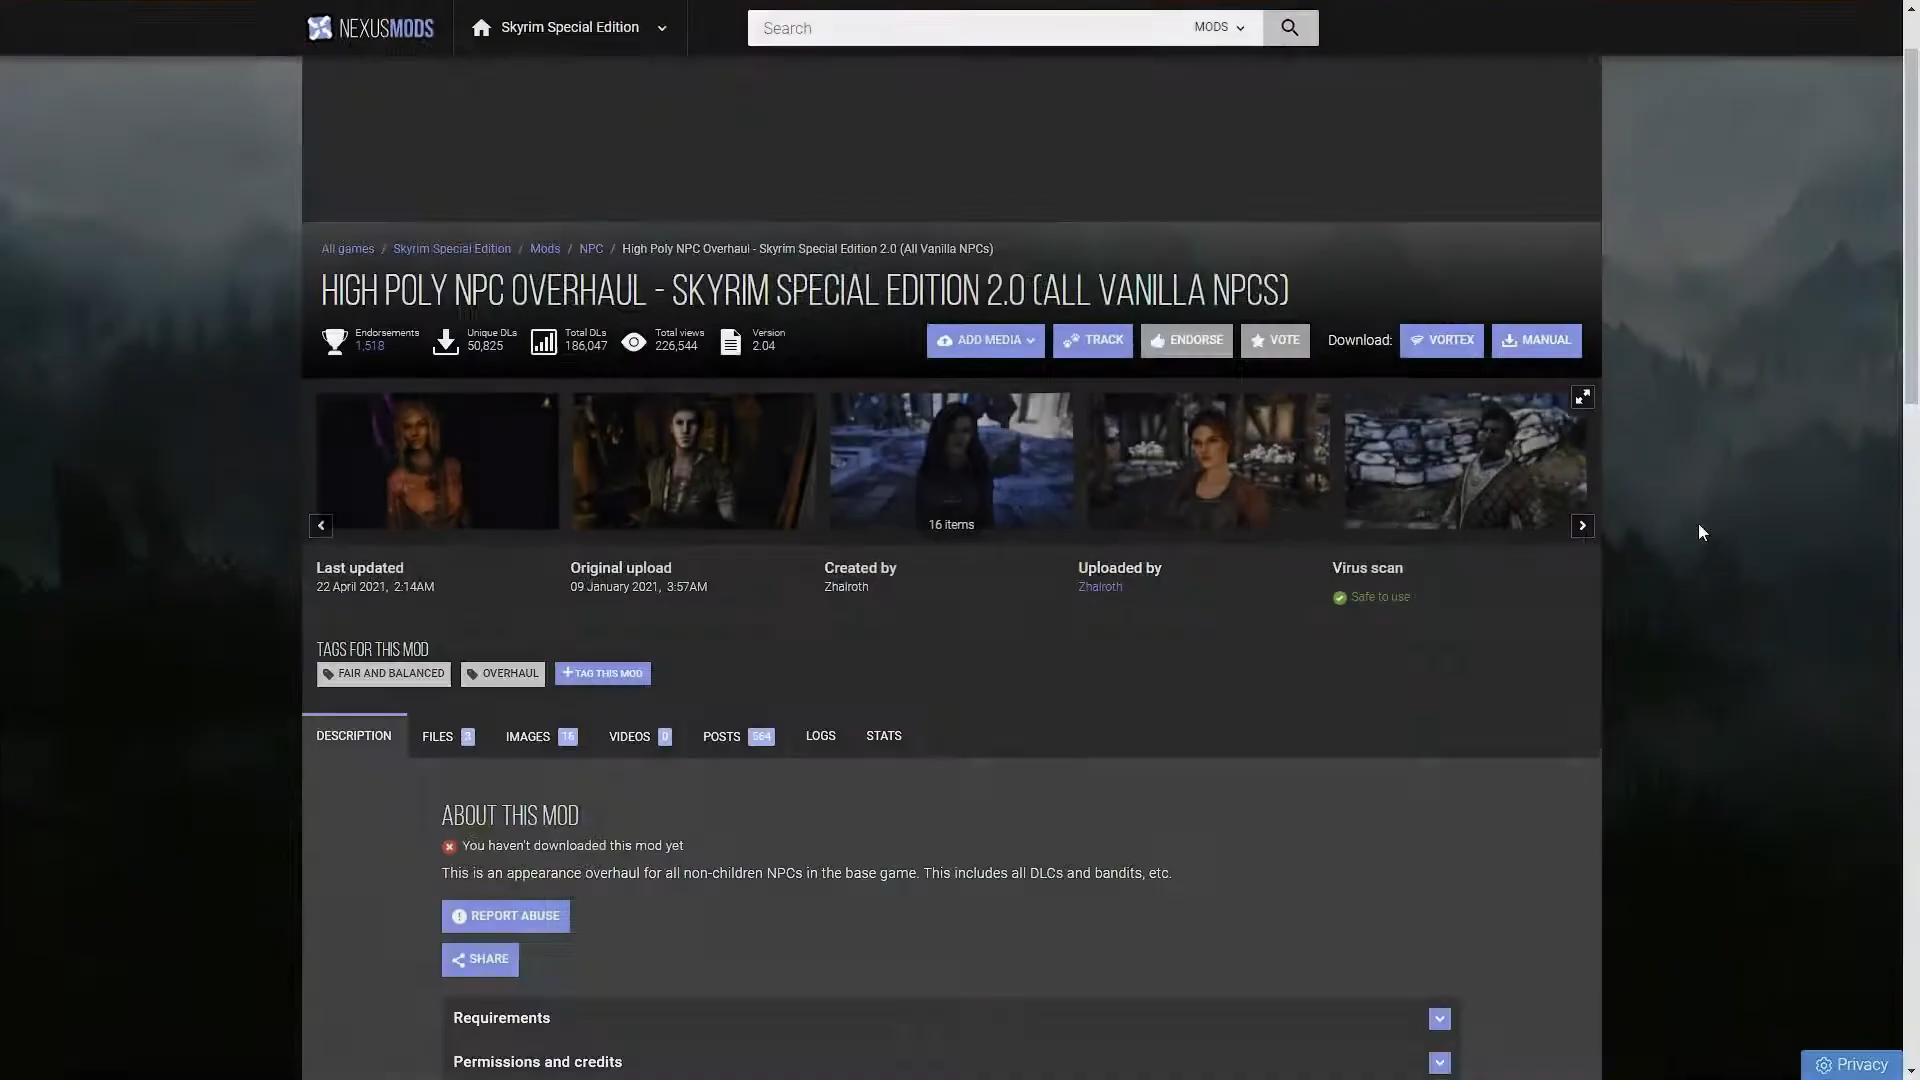 NEXUSMODS
Skyrim Special Edition
Search
MODS
All games / Skyrim Special Edition / Mods / NPC / High Poly NPC Overhaul - Skyrim Special Edition 2.0 (All Vanilla NPCs)
HIGH POLY NPC OVERHAUL - SKYRIM SPECIAL EDITION 2.0 (ALL VANILLA NPCS)
Endorsements
1,518
Unique DLs
50,825
Total DLs
186,047
Total views
226,544
Version
2.04
ADD MEDIA
TRACK
ENDORSE
VOTE
Download:
VORTEX
MANUAL
16 items
Last updated
22 April 2021, 2:14AM
Original upload
09 January 2021, 3:57AM
Created by
Zhalroth
Uploaded by
Zhalroth
Virus scan
Safe to use
TAGS FOR THIS MOD
FAIR AND BALANCED
OVERHAUL
+TAG THIS MOD
DESCRIPTION
FILES 3
IMAGES 16
VIDEOS 0
POSTS 564
LOGS
STATS
ABOUT THIS MOD
You haven't downloaded this mod yet
This is an appearance overhaul for all non-children NPCs in the base game. This includes all DLCs and bandits, etc.
REPORT ABUSE
SHARE
Requirements
Permissions and credits
Privacy